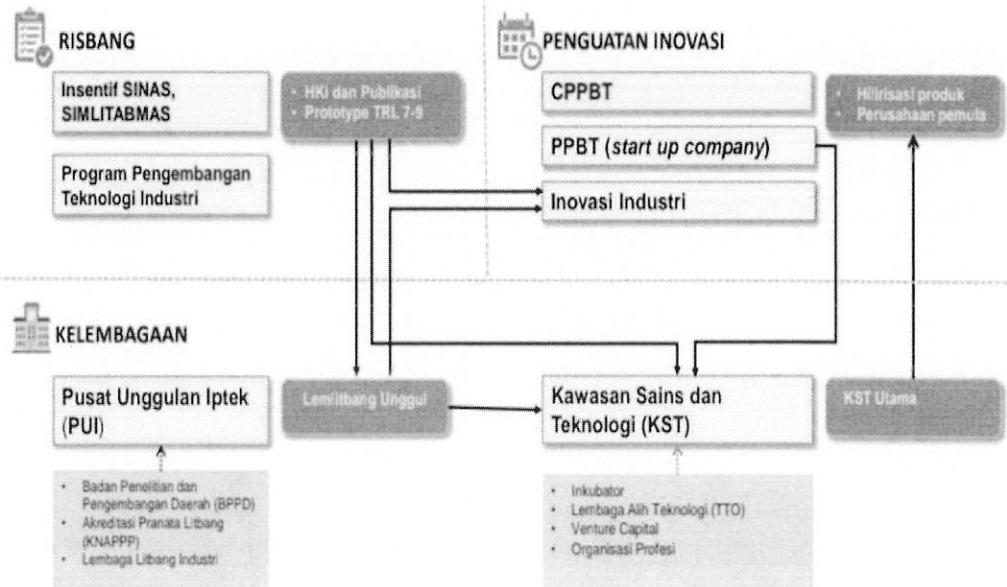 RISBANG
Insentif SINAS,
SIMLITABMAS
• HKI dan Publikasi
• Prototype TRL 7-9
Program Pengembangan
Teknologi Industri
PENGUATAN INOVASI
CPPBT
PPBT (start up company)
Inovasi Industri
• Hilirisasi produk
• Perusahaan pemula
KELEMBAGAAN
Pusat Unggulan Iptek
(PUI)
Lemlitbang Unggul
Kawasan Sains dan
Teknologi (KST)
KST Utama
• Badan Penelitian dan
Pengembangan Daerah (BPPD)
• Akreditasi Pranata Litbang
(KNAPPP)
• Lembaga Litbang Industri
• Inkubator
• Lembaga Alih Teknologi (TTO)
• Venture Capital
• Organisasi Profesi